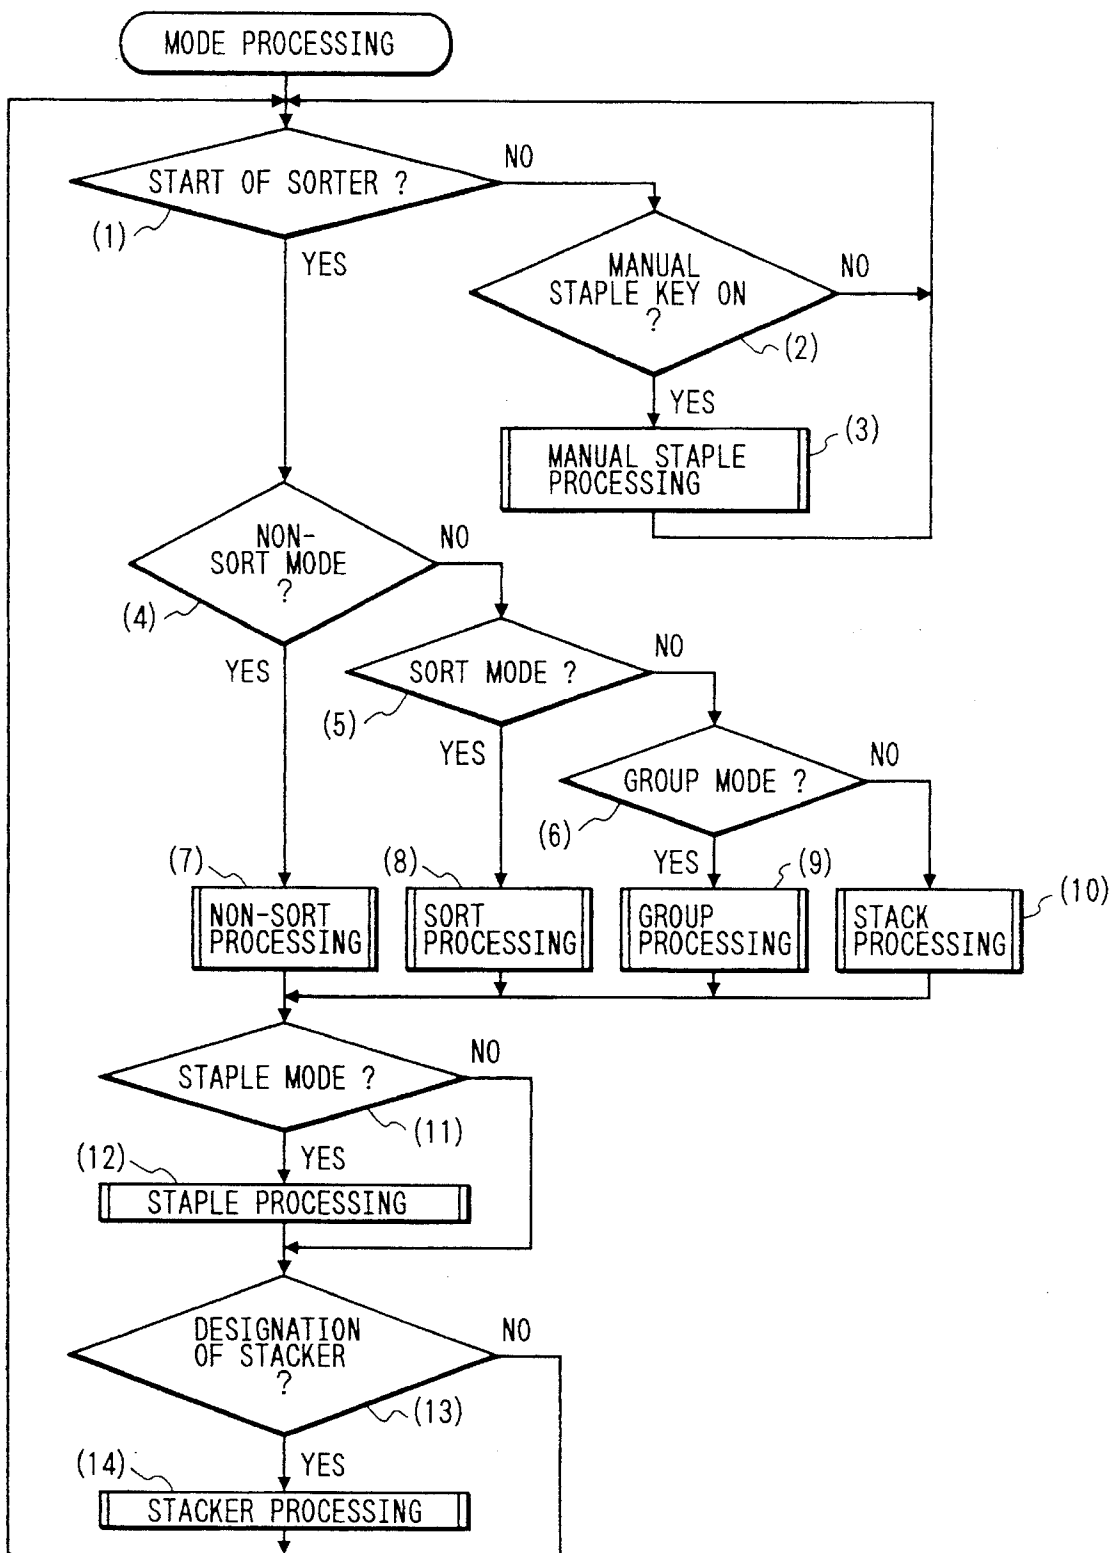 MODE PROCESSING
NO
START OF SORTER ?
(1)
YES
MANUAL
STAPLE KEY ON
?
NO
(2)
YES
(3)
MANUAL STAPLE
PROCESSING
NON-
SORT MODE
?
NO
(4)
YES
SORT MODE ?
NO
(5)
YES
GROUP MODE ?
NO
(6)
YES
(7)
(8)
(9)
(10)
NON-SORT
PROCESSING
SORT
PROCESSING
GROUP
PROCESSING
STACK
PROCESSING
STAPLE MODE ?
NO
(11)
YES
(12)
STAPLE PROCESSING
DESIGNATION
OF STACKER
?
NO
(13)
YES
(14)
STACKER PROCESSING